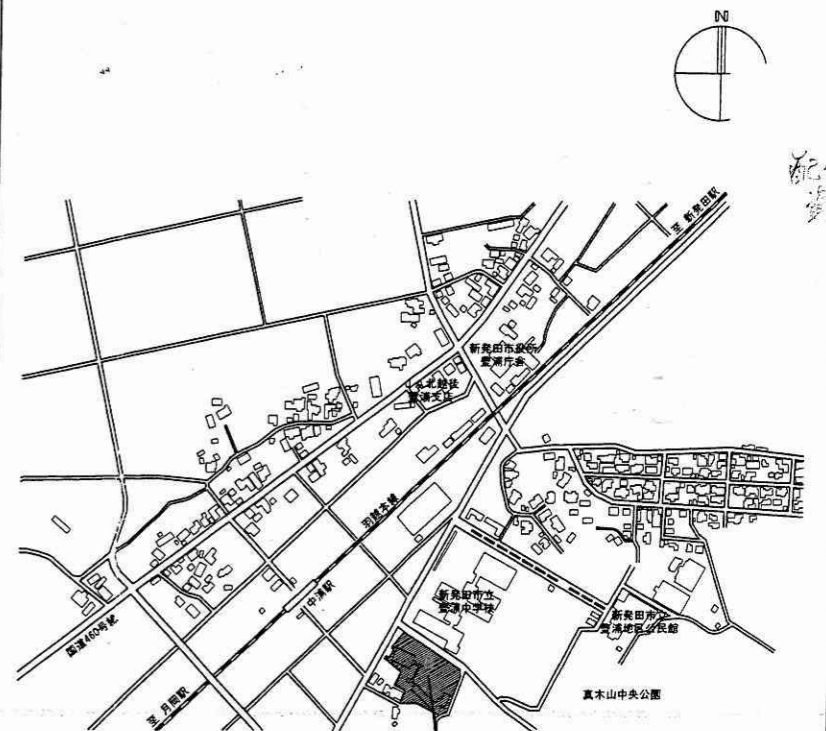 N
至 新発田駅
新発田市役所
豊浦庁舎
JA北越後
豊浦支店
羽越本線
中浦駅
新発田市立
豊浦中学校
新発田市立
豊浦地区公民館
国道460号線
至 月岡駅
真木山中央公園